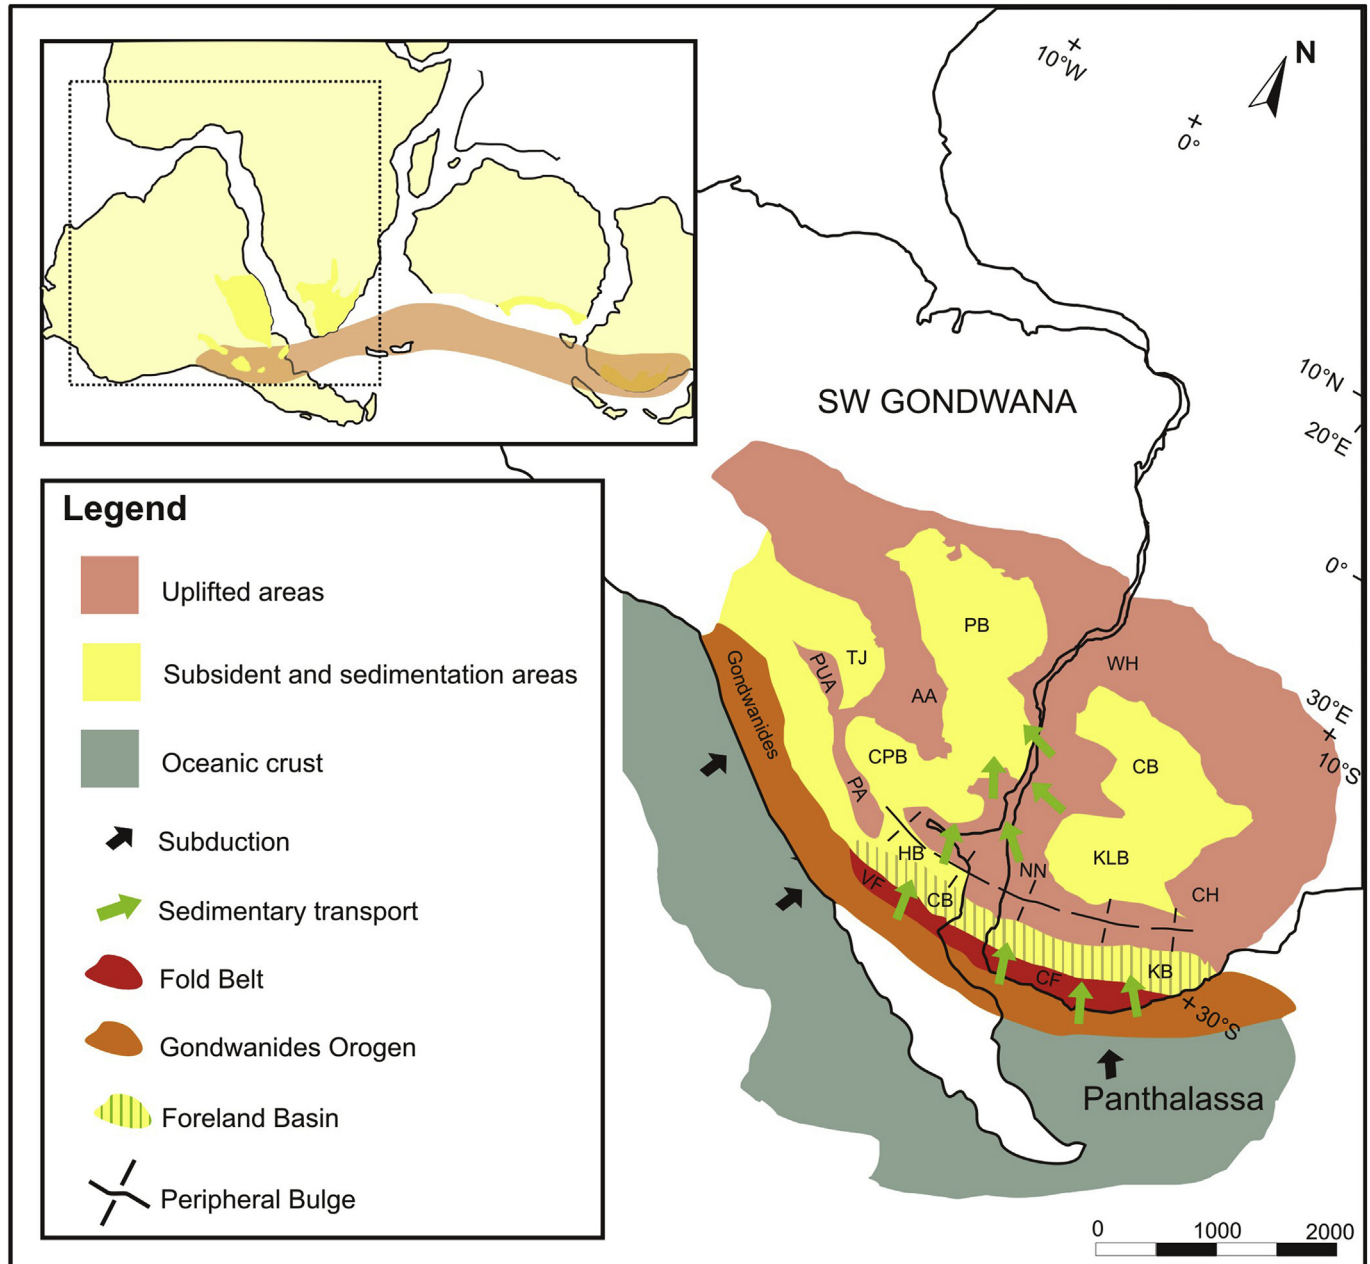 N
10°W
0°
10°N
20°E
SW GONDWANA
0°
30°E
10°S
Legend
Uplifted areas
Subsident and sedimentation areas
Oceanic crust
Subduction
Sedimentary transport
Fold Belt
Gondwanides Orogen
Foreland Basin
Peripheral Bulge
PB
TJ
PUA
WH
AA
Gondwanides
CPB
CB
PA
HB
KLB
NN
VF
CB
CH
CF
KB
30°S
Panthalassa
0 1000 2000